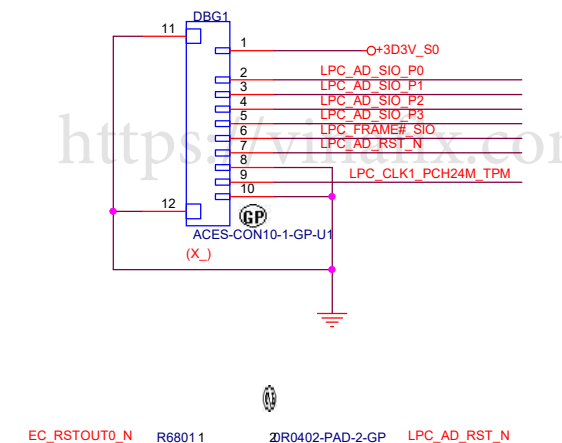 DBG1
11
1
+3D3V_S0
2 LPC_AD_SIO_P0
3 LPC_AD_SIO_P1
4 LPC_AD_SIO_P2
5 LPC_AD_SIO_P3
6 LPC_FRAME#_SIO
7 LPC_AD_RST_N
https://vinafix.co
8
9 LPC_CLK1_PCH24M_TPM
10
12
GP
ACES-CON10-1-GP-U1
(X_)
EC_RSTOUT0_N R6801 1 2 0R0402-PAD-2-GP LPC_AD_RST_N